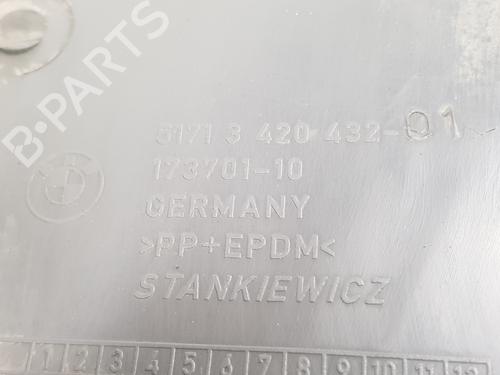 B-PARTS
5171 3 420 432-01
173701-10
GERMANY
>PP+EPDM<
STANKIEWICZ
1 2 3 4 5 6 7 8 9 10 11 12